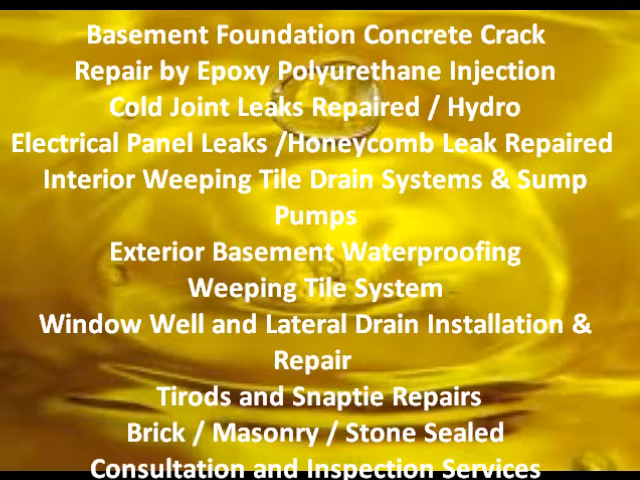 Basement Foundation Concrete Crack
Repair by Epoxy Polyurethane Injection
Cold Joint Leaks Repaired / Hydro
Electrical Panel Leaks /Honeycomb Leak Repaired
Interior Weeping Tile Drain Systems & Sump
Pumps
Exterior Basement Waterproofing
Weeping Tile System
Window Well and Lateral Drain Installation &
Repair
Tirods and Snaptie Repairs
Brick / Masonry / Stone Sealed
Consultation and Inspection Services